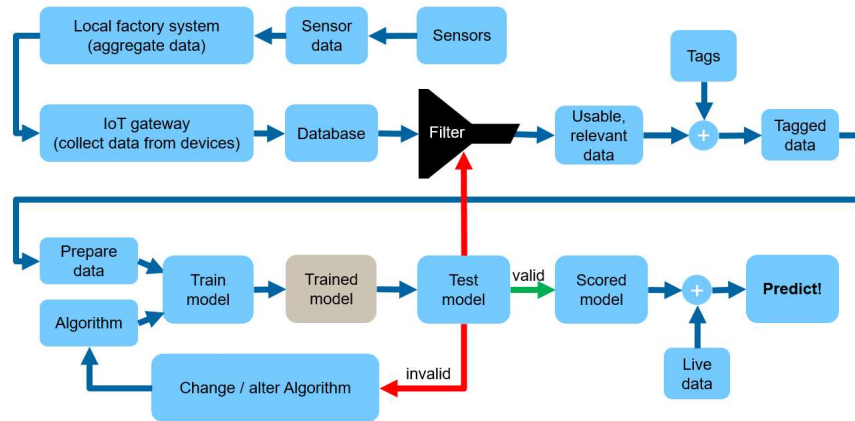 Local factory system
(aggregate data)
Sensor
data
Sensors
Tags
IoT gateway
(collect data from devices)
Database
Filter
Usable,
relevant
data
+
Tagged
data
Prepare
data
Train
model
Trained
model
Test
model
valid
Scored
model
+
Predict!
Algorithm
Live
data
invalid
Change / alter Algorithm